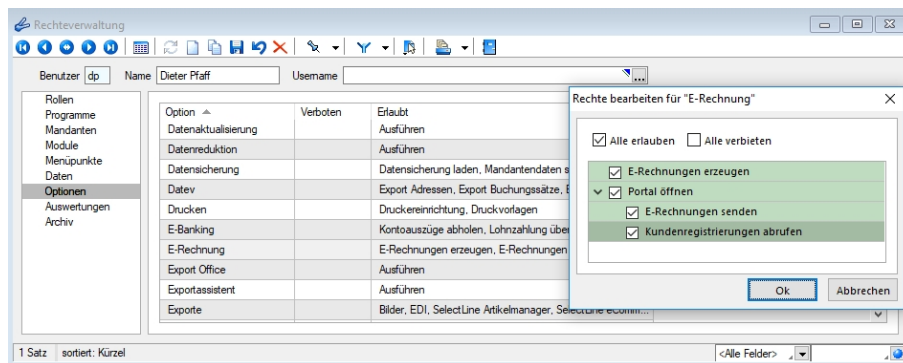 Rechteverwaltung
Benutzer dp Name Dieter Pfaff Username ...
Rollen
Programme
Mandanten
Module
Menüpunkte
Daten
Optionen
Auswertungen
Archiv
Option Verboten Erlaubt
Datenaktualisierung Ausführen
Datenreduktion Ausführen
Datensicherung Datensicherung laden, Mandantendaten s
Datev Export Adressen, Export Buchungssätze, E
Drucken Druckereinrichtung, Druckvorlagen
E-Banking Kontoauszüge abholen, Lohnzahlung über
E-Rechnung E-Rechnungen erzeugen, E-Rechnungen
Export Office Ausführen
Exportassistent Ausführen
Exporte Bilder, EDI, SelectLine Artikelmanager, SelectLine eComm...
Rechte bearbeiten für "E-Rechnung"
Alle erlauben Alle verbieten
E-Rechnungen erzeugen
Portal öffnen
E-Rechnungen senden
Kundenregistrierungen abrufen
Ok Abbrechen
1 Satz sortiert: Kürzel <Alle Felder>